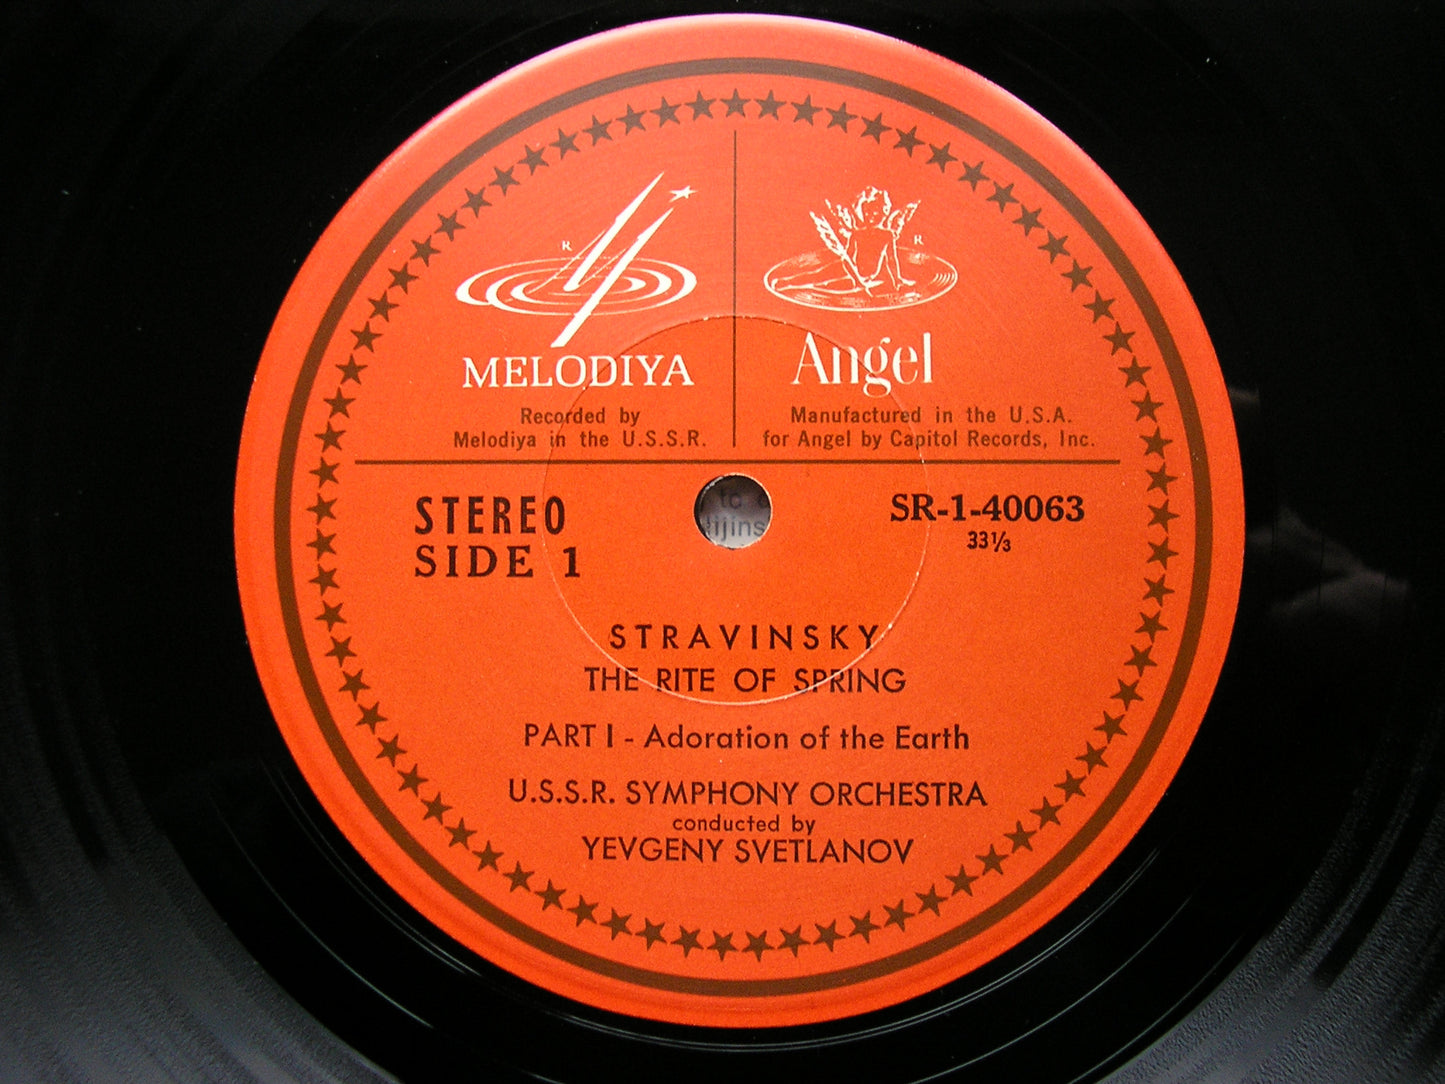 R
MELODIYA
Recorded by
Melodiya in the U.S.S.R.
R
Angel
Manufactured in the U.S.A.
for Angel by Capitol Records, Inc.
STEREO
SIDE 1
SR-1-40063
33⅓
to
STRAVINSKY
THE RITE OF SPRING
PART I - Adoration of the Earth
U.S.S.R. SYMPHONY ORCHESTRA
conducted by
YEVGENY SVETLANOV